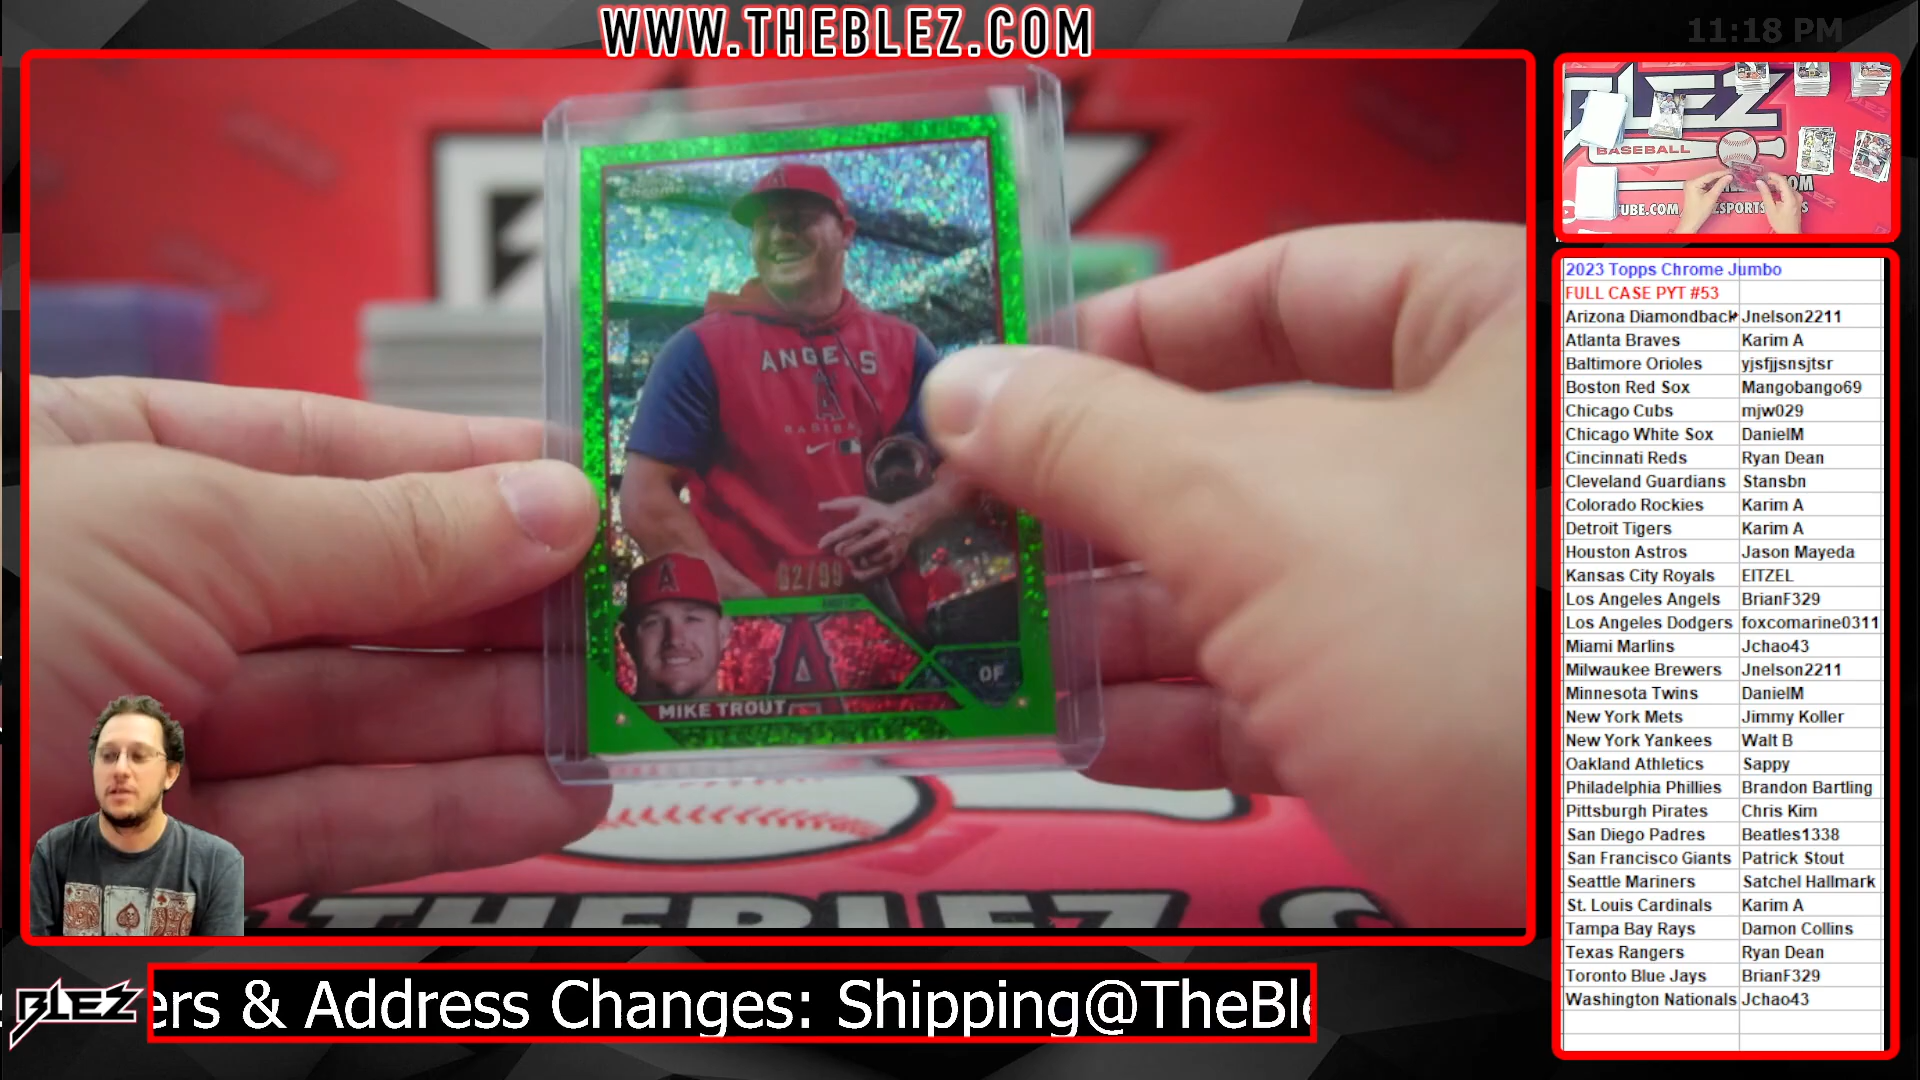 WWW.THEBLEZ.COM
11:18 PM
Chrome
ANGELS
A
BASEBALL
62/99
OF
MIKE TROUT
THEBLEZ S
BLEZ
ers & Address Changes: Shipping@TheBle
BLEZ
BASEBALL
2023 Topps Chrome Jumbo
FULL CASE PYT #53
Arizona Diamondback Jnelson2211
Atlanta Braves Karim A
Baltimore Orioles yjsfjjsnsjtsr
Boston Red Sox Mangobango69
Chicago Cubs mjw029
Chicago White Sox DanielM
Cincinnati Reds Ryan Dean
Cleveland Guardians Stansbn
Colorado Rockies Karim A
Detroit Tigers Karim A
Houston Astros Jason Mayeda
Kansas City Royals EITZEL
Los Angeles Angels BrianF329
Los Angeles Dodgers foxcomarine0311
Miami Marlins Jchao43
Milwaukee Brewers Jnelson2211
Minnesota Twins DanielM
New York Mets Jimmy Koller
New York Yankees Walt B
Oakland Athletics Sappy
Philadelphia Phillies Brandon Bartling
Pittsburgh Pirates Chris Kim
San Diego Padres Beatles1338
San Francisco Giants Patrick Stout
Seattle Mariners Satchel Hallmark
St. Louis Cardinals Karim A
Tampa Bay Rays Damon Collins
Texas Rangers Ryan Dean
Toronto Blue Jays BrianF329
Washington Nationals Jchao43